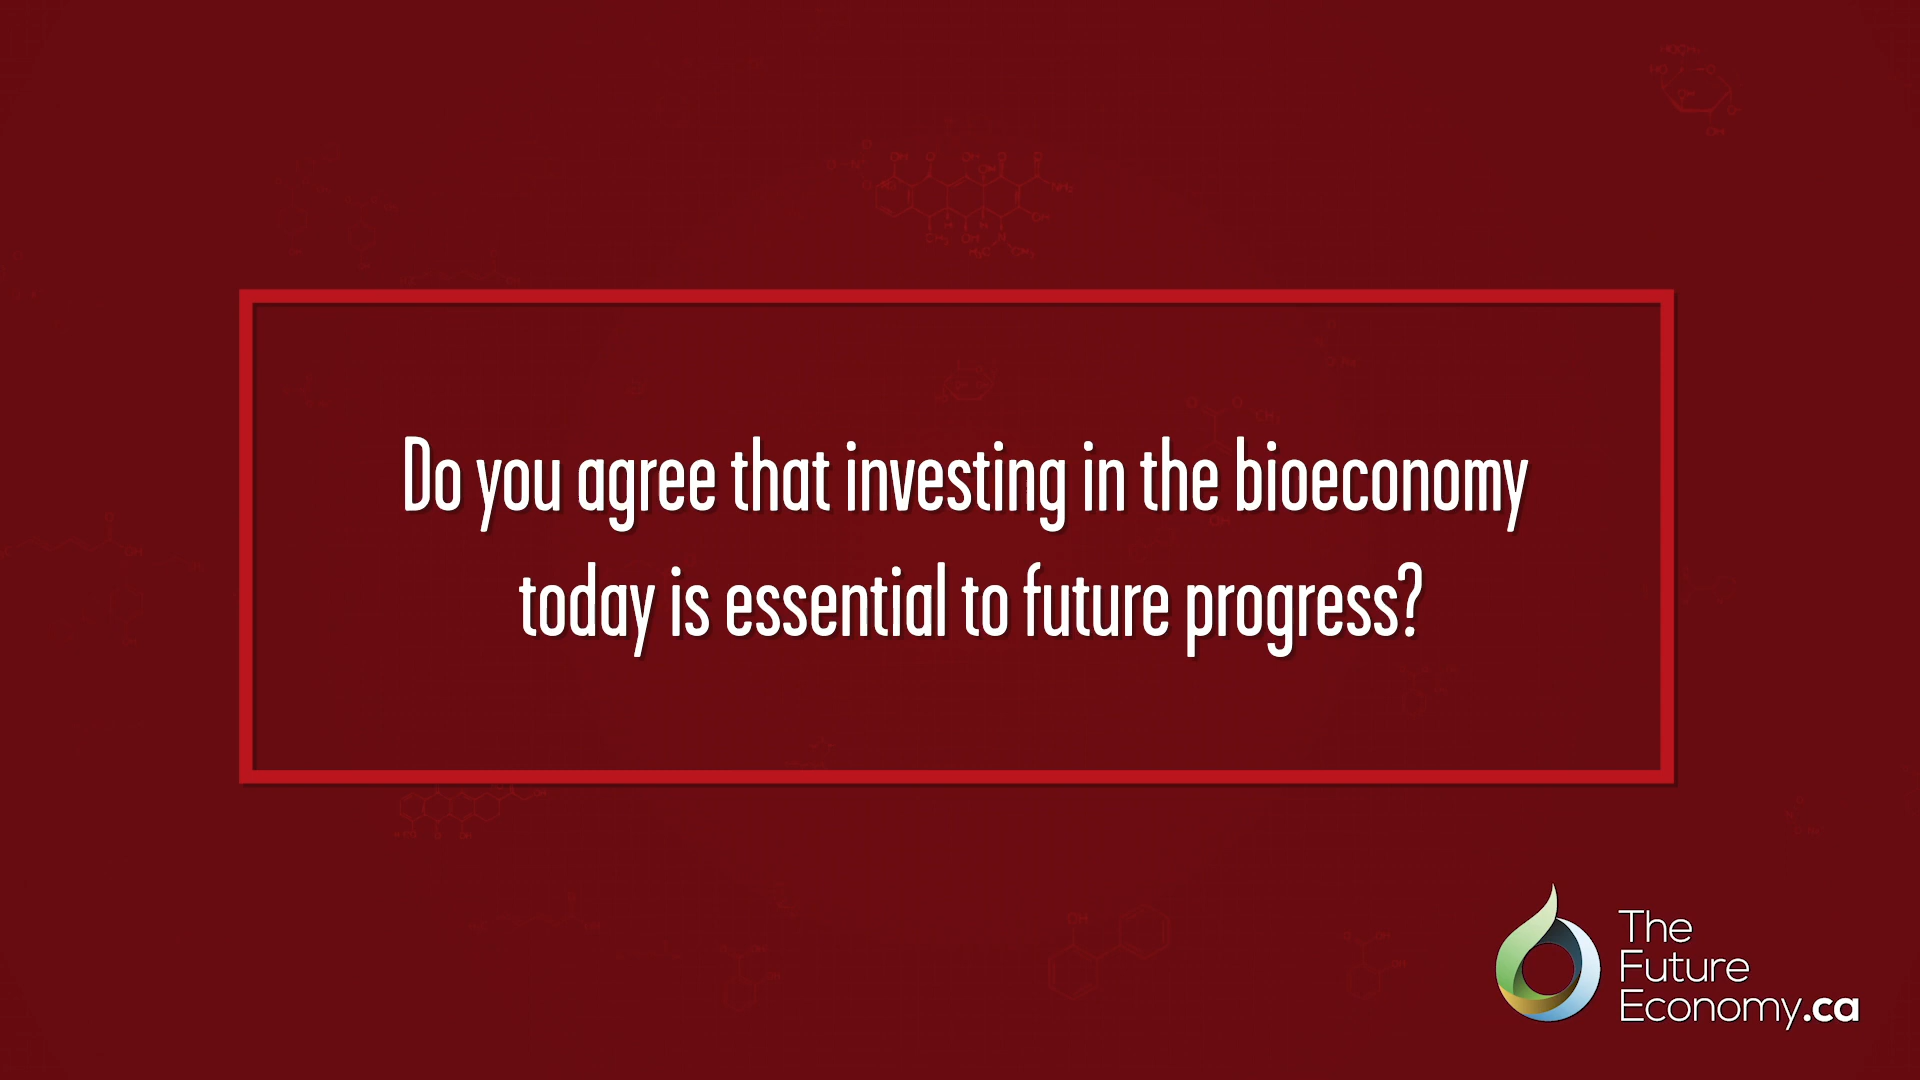 Do you agree that investing in the bioeconomy
today is essential to future progress?
The
Future
Economy.ca